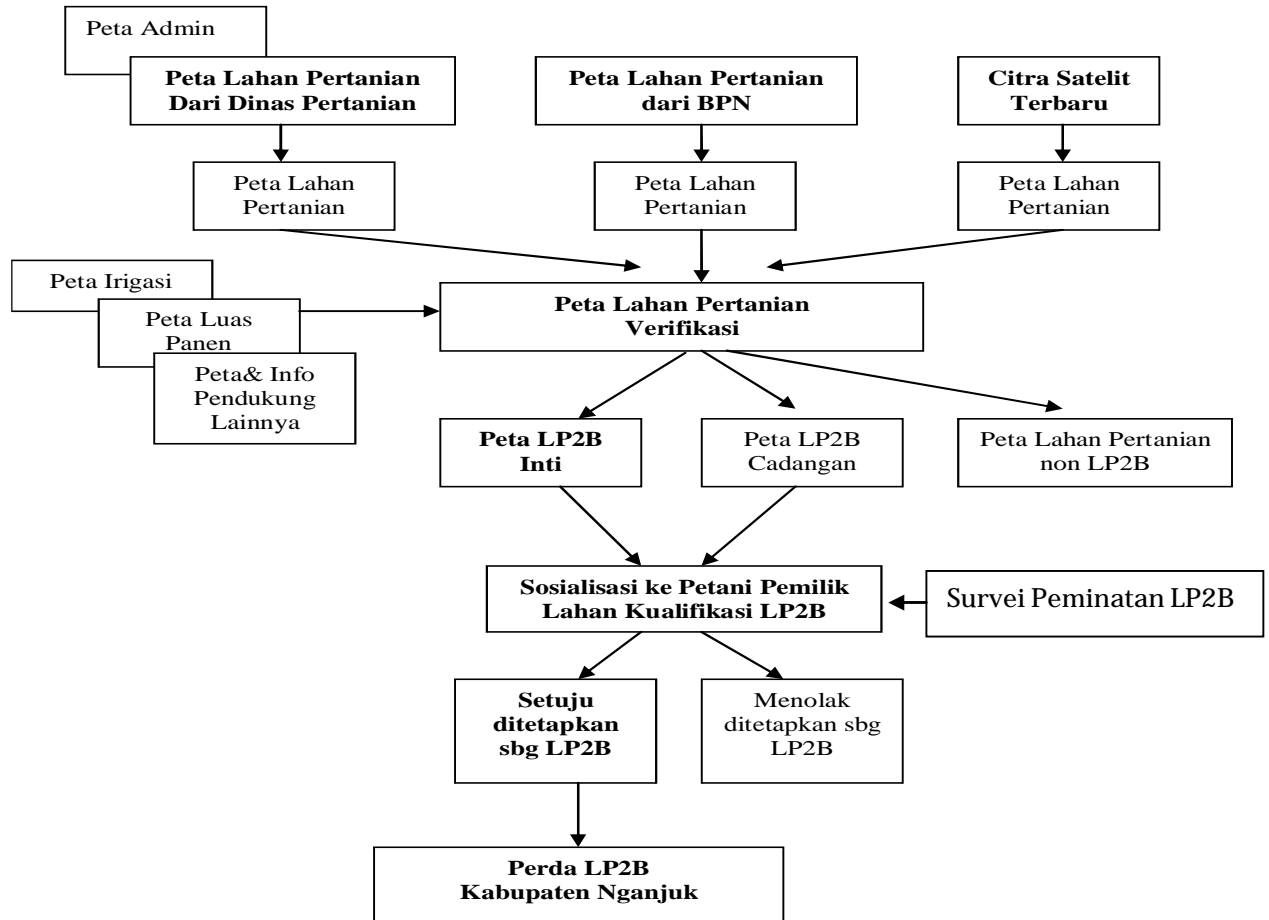 Peta Admin
Peta Lahan Pertanian
Dari Dinas Pertanian
Peta Lahan Pertanian
dari BPN
Citra Satelit
Terbaru
Peta Lahan
Pertanian
Peta Lahan
Pertanian
Peta Lahan
Pertanian
Peta Irigasi
Peta Luas
Panen
Peta& Info
Pendukung
Lainnya
Peta Lahan Pertanian
Verifikasi
Peta LP2B
Inti
Peta LP2B
Cadangan
Peta Lahan Pertanian
non LP2B
Sosialisasi ke Petani Pemilik
Lahan Kualifikasi LP2B
Survei Peminatan LP2B
Setuju
ditetapkan
sbg LP2B
Menolak
ditetapkan sbg
LP2B
Perda LP2B
Kabupaten Nganjuk